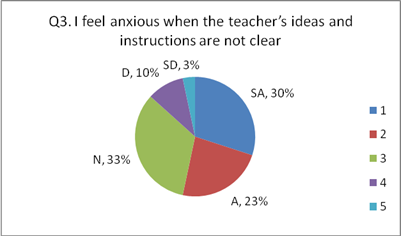 Q3. I feel anxious when the teacher's ideas and
instructions are not clear
SD, 3%
D, 10%
SA, 30%
N, 33%
A, 23%
1
2
3
4
5